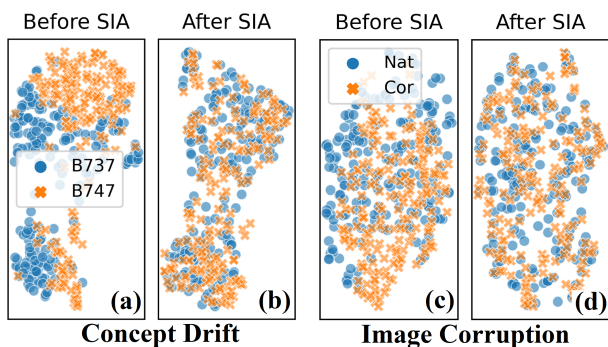 Before SIA
After SIA
Before SIA
After SIA
B737
B747
Nat
Cor
(a)
(b)
(c)
(d)
Concept Drift
Image Corruption